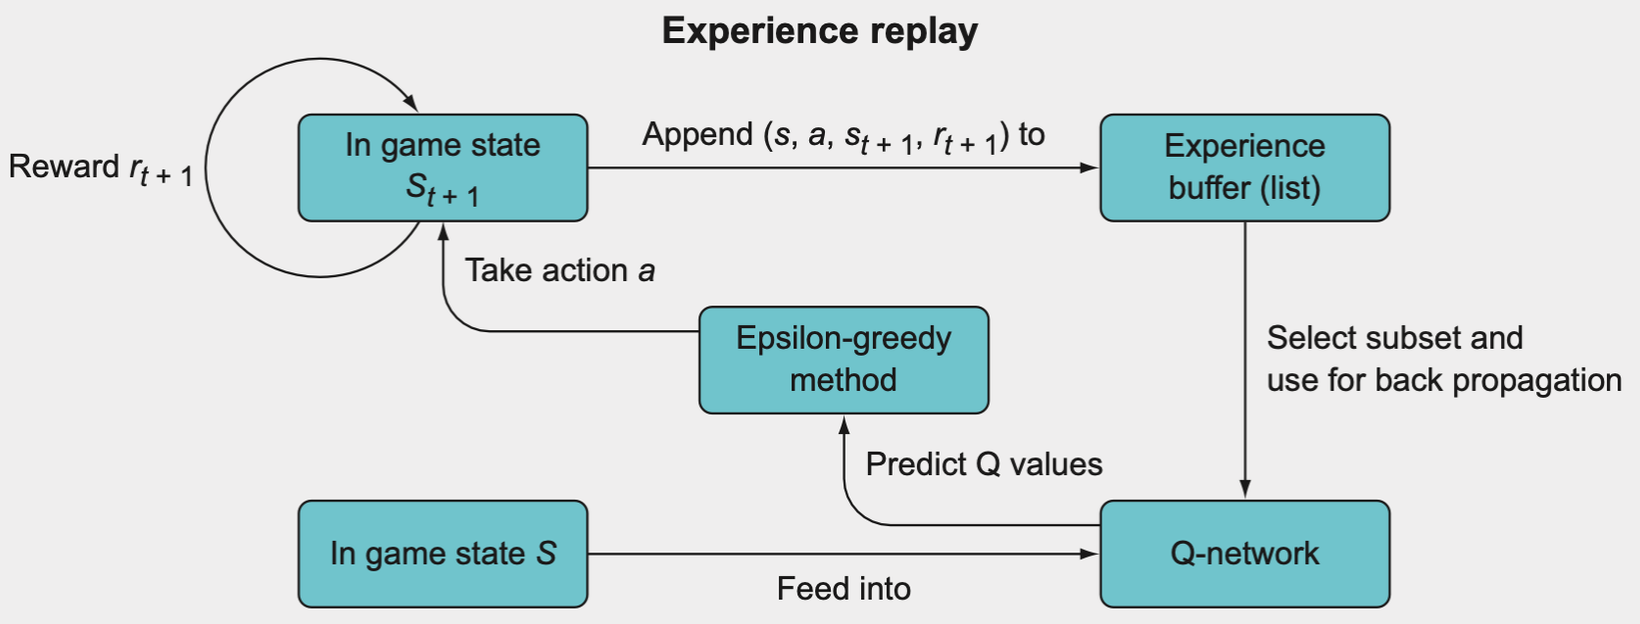 Experience replay
Reward r_{t + 1}
In game state
S_{t + 1}
Append (s, a, s_{t + 1}, r_{t + 1}) to
Experience
buffer (list)
Take action a
Epsilon-greedy
method
Select subset and
use for back propagation
Predict Q values
In game state S
Feed into
Q-network